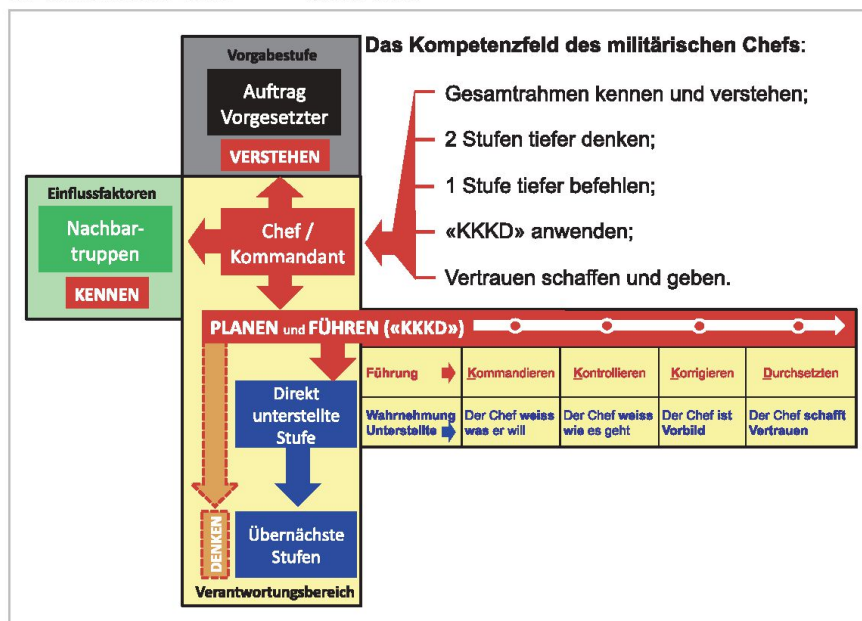 Das Kompetenzfeld des militärischen Chefs:
Vorgabestufe
Auftrag
Vorgesetzter
VERSTEHEN
Gesamtrahmen kennen und verstehen;
2 Stufen tiefer denken;
1 Stufe tiefer befehlen;
«KKKD» anwenden;
Vertrauen schaffen und geben.
Einflussfaktoren
Nachbar-
truppen
KENNEN
Chef /
Kommandant
PLANEN und FÜHREN («KKKD»)
Führung Kommandieren Kontrollieren Korrigieren Durchsetzten
Wahrnehmung Der Chef weiss Der Chef weiss Der Chef ist Der Chef schafft
Unterstellte was er will wie es geht Vorbild Vertrauen
Direkt
unterstellte
Stufe
DENKEN
Übernächste
Stufen
Verantwortungsbereich